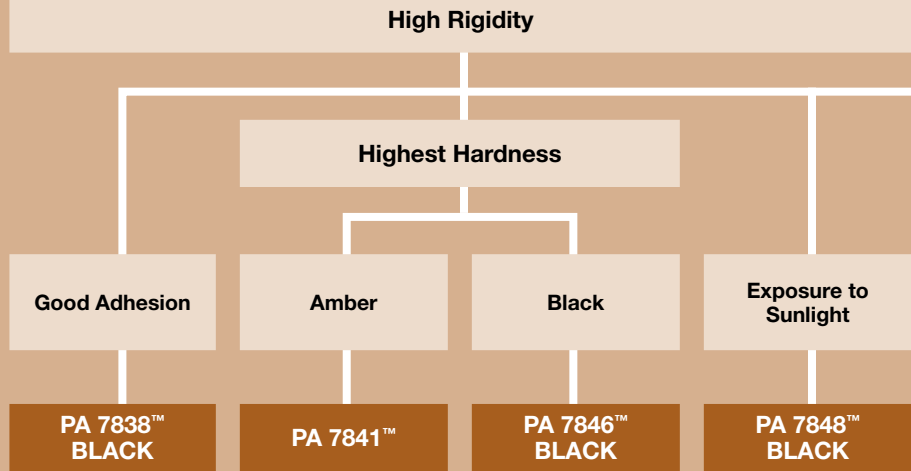 High Rigidity
Highest Hardness
Good Adhesion
Amber
Black
Exposure to
Sunlight
PA 7838™
BLACK
PA 7841™
PA 7846™
BLACK
PA 7848™
BLACK